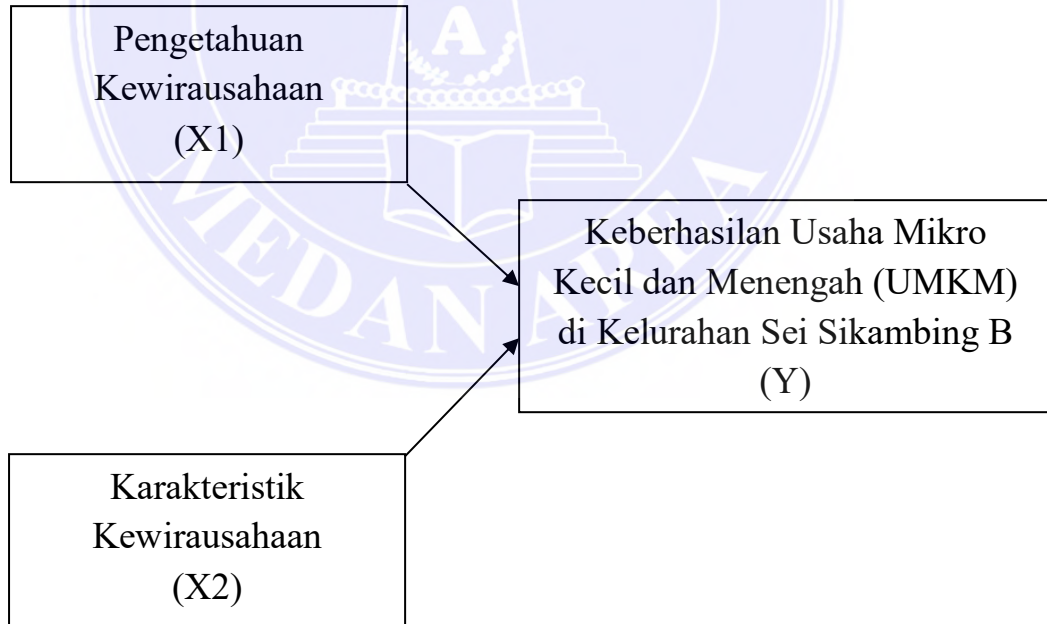 Pengetahuan
Kewirausahaan
(X1)
Keberhasilan Usaha Mikro
Kecil dan Menengah (UMKM)
di Kelurahan Sei Sikambing B
(Y)
Karakteristik
Kewirausahaan
(X2)
A
MEDAN AREA